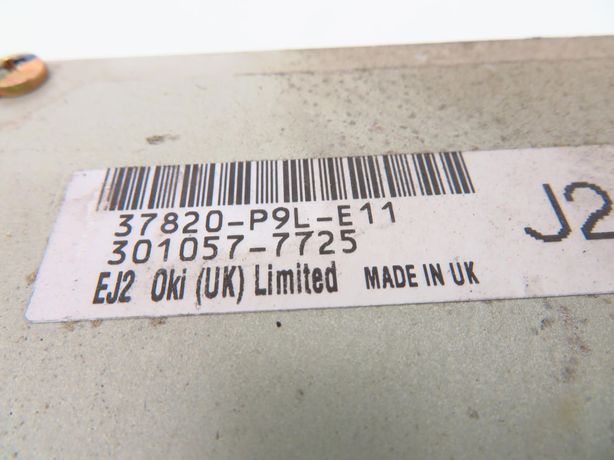 37820-P9L-E11
301057-7725
EJ2 Oki (UK) Limited MADE IN UK
J2